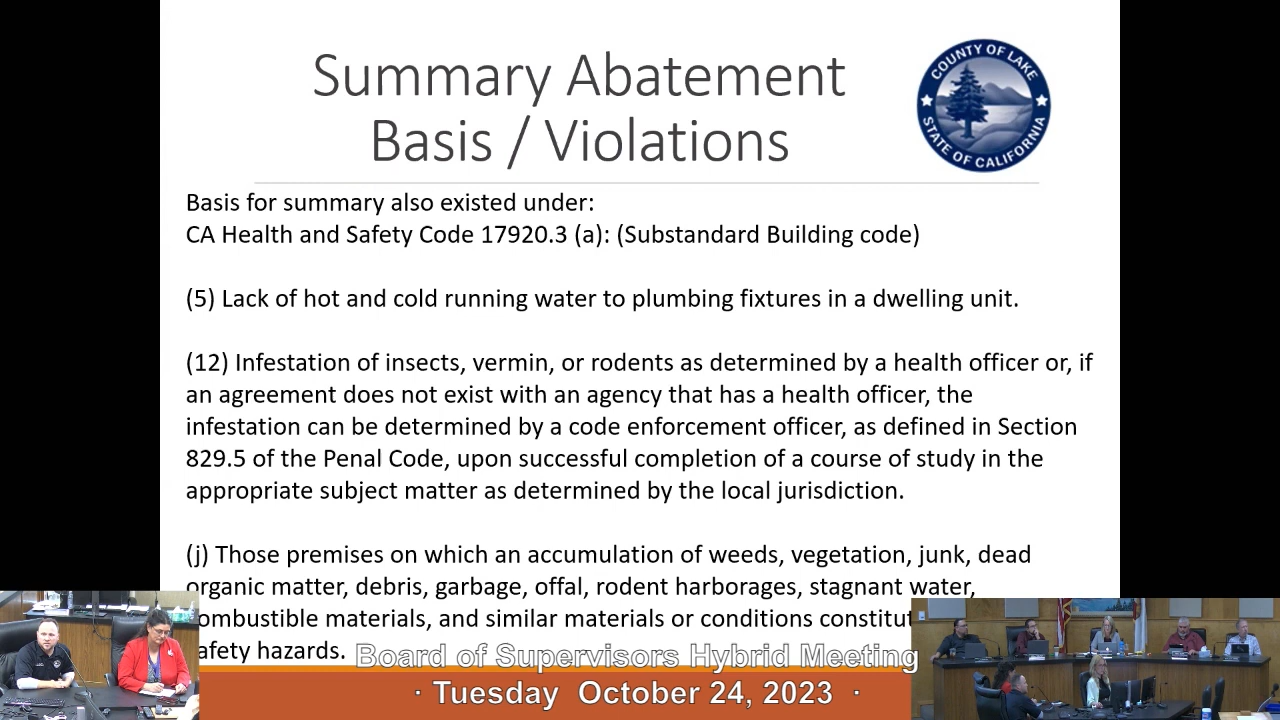 Summary Abatement
Basis / Violations
COUNTY OF LAKE
STATE OF CALIFORNIA
Basis for summary also existed under:
CA Health and Safety Code 17920.3 (a): (Substandard Building code)
(5) Lack of hot and cold running water to plumbing fixtures in a dwelling unit.
(12) Infestation of insects, vermin, or rodents as determined by a health officer or, if
an agreement does not exist with an agency that has a health officer, the
infestation can be determined by a code enforcement officer, as defined in Section
829.5 of the Penal Code, upon successful completion of a course of study in the
appropriate subject matter as determined by the local jurisdiction.
(j) Those premises on which an accumulation of weeds, vegetation, junk, dead
organic matter, debris, garbage, offal, rodent harborages, stagnant water,
ombustible materials, and similar materials or conditions constitut
afety hazards.
Board of Supervisors Hybrid Meeting
· Tuesday October 24, 2023 ·